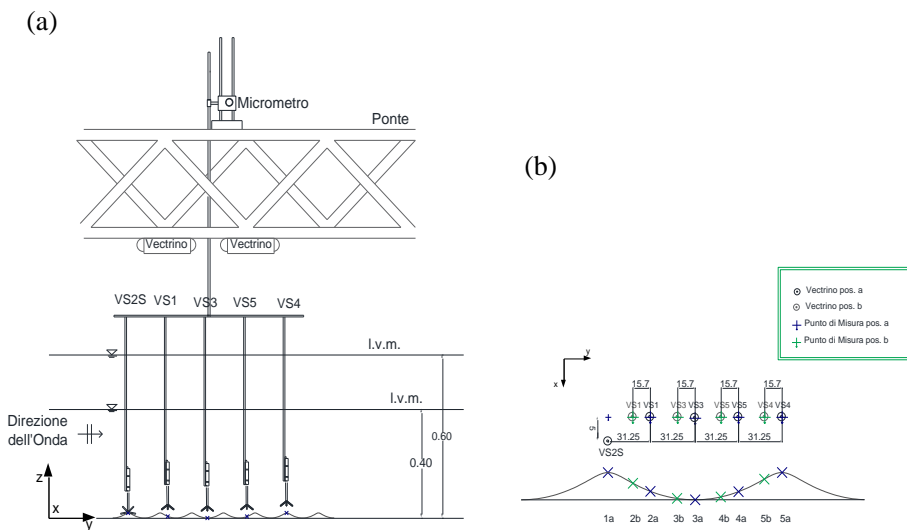 (a)
Micrometro
Ponte
(b)
Vectrino Vectrino
VS2S VS1 VS3 VS5 VS4
l.v.m.
l.v.m.
Direzione
dell'Onda
0.60
0.40
z
x
y
Vectrino pos. a
Vectrino pos. b
Punto di Misura pos. a
Punto di Misura pos. b
y
x
15.7 15.7 15.7 15.7
VS1 VS1 VS3 VS3 VS5 VS5 VS4 VS4
5
31.25 31.25 31.25 31.25
VS2S
1a 2b 2a 3b 3a 4b 4a 5b 5a